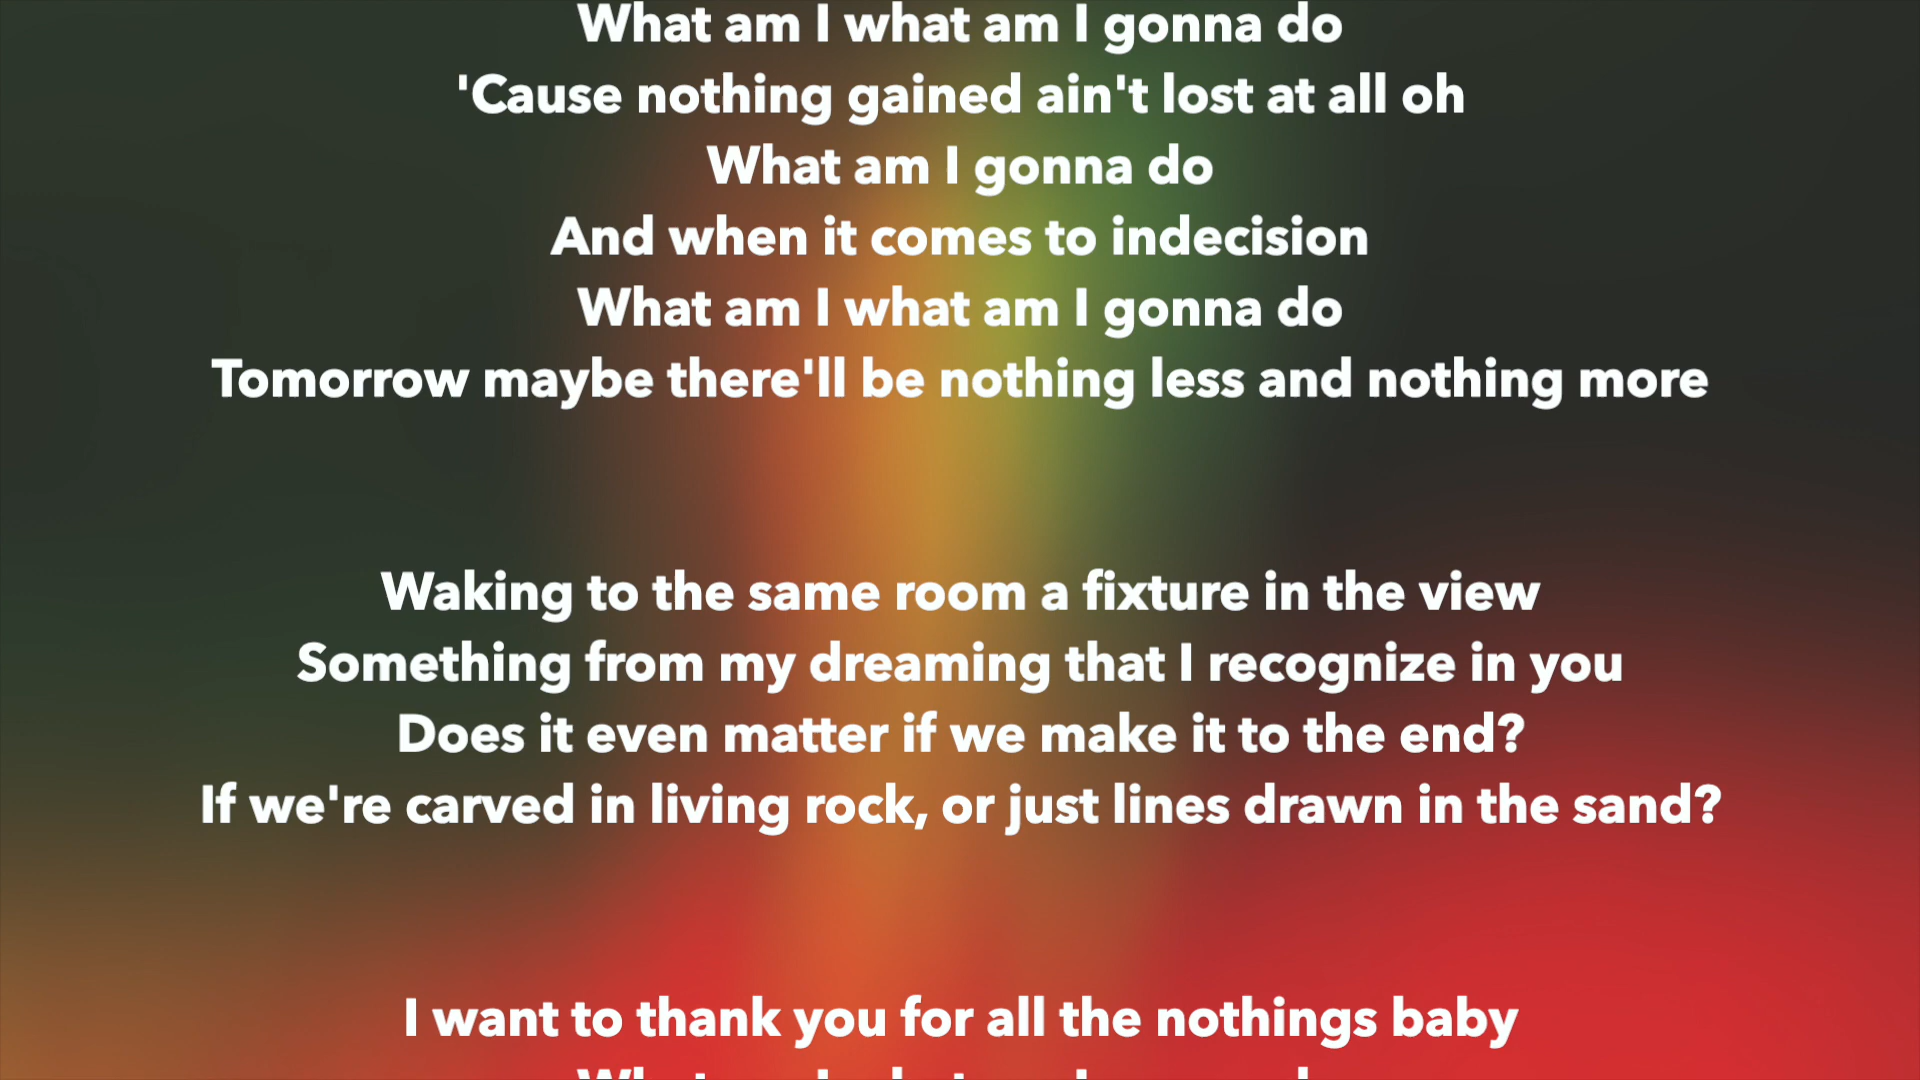 What am I what am I gonna do
'Cause nothing gained ain't lost at all oh
What am I gonna do
And when it comes to indecision
What am I what am I gonna do
Tomorrow maybe there'll be nothing less and nothing more
Waking to the same room a fixture in the view
Something from my dreaming that I recognize in you
Does it even matter if we make it to the end?
If we're carved in living rock, or just lines drawn in the sand?
I want to thank you for all the nothings baby